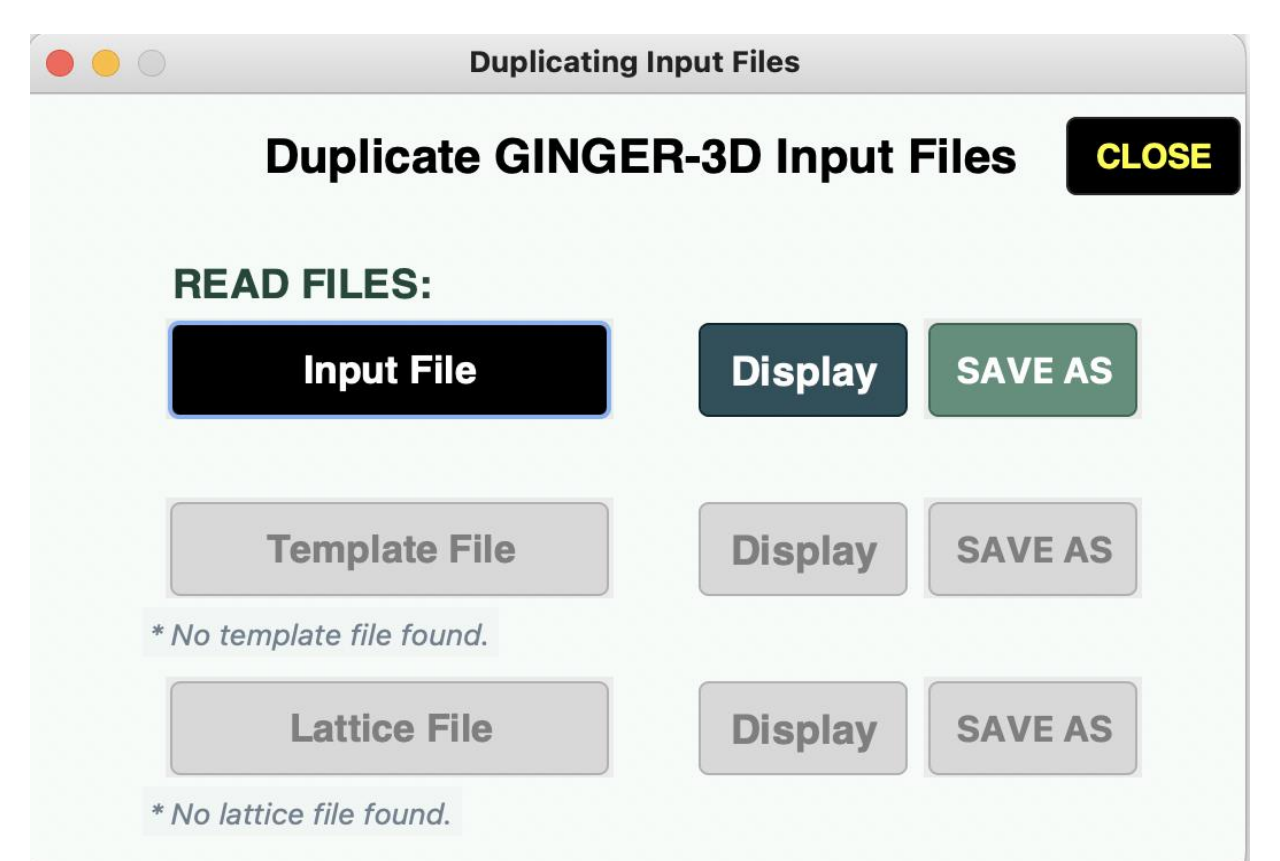 Duplicating Input Files
Duplicate GINGER-3D Input Files CLOSE
READ FILES:
Input File Display SAVE AS
Template File Display SAVE AS
* No template file found.
Lattice File Display SAVE AS
* No lattice file found.